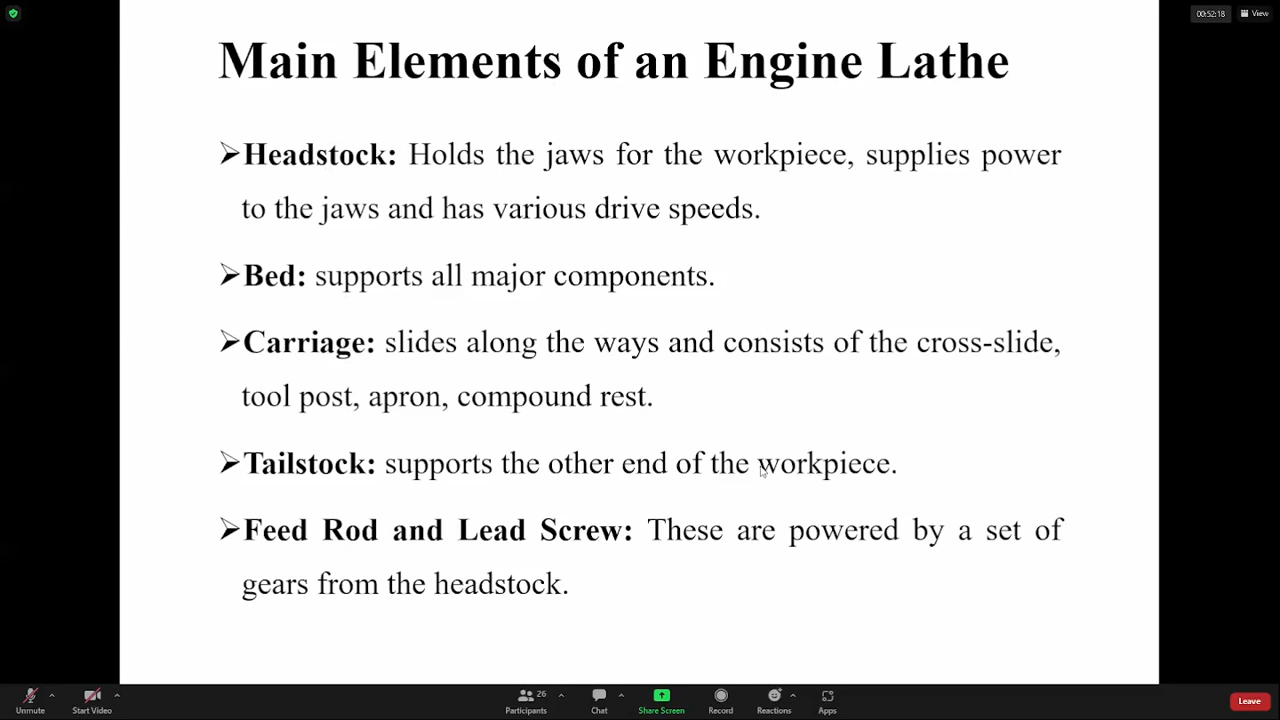 00:52:18
View
Main Elements of an Engine Lathe
➢Headstock: Holds the jaws for the workpiece, supplies power
to the jaws and has various drive speeds.
➢Bed: supports all major components.
➢Carriage: slides along the ways and consists of the cross-slide,
tool post, apron, compound rest.
➢Tailstock: supports the other end of the workpiece.
➢Feed Rod and Lead Screw: These are powered by a set of
gears from the headstock.
Unmute
Start Video
26
Participants
Chat
Share Screen
Record
Reactions
Apps
Leave